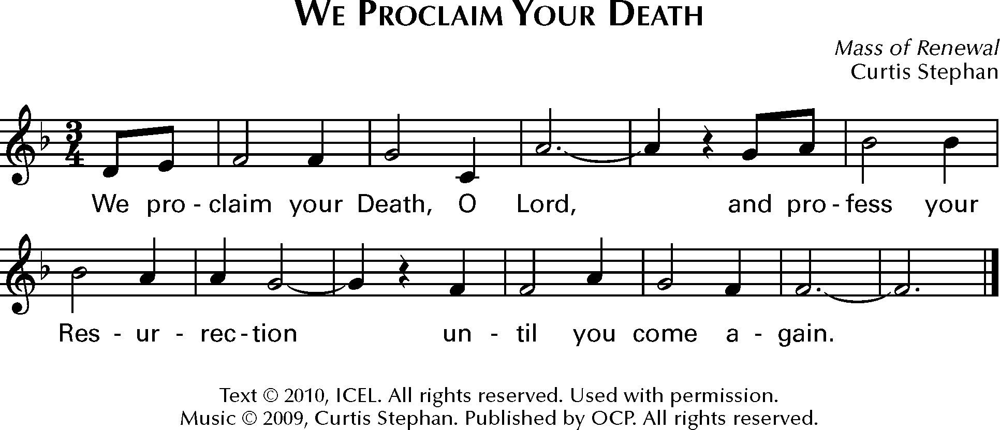 WE PROCLAIM YOUR DEATH
Mass of Renewal
Curtis Stephan
3
4
We pro - claim your Death, O Lord, and pro - fess your
Res - ur - rec - tion un - til you come a - gain.
Text © 2010, ICEL. All rights reserved. Used with permission.
Music © 2009, Curtis Stephan. Published by OCP. All rights reserved.